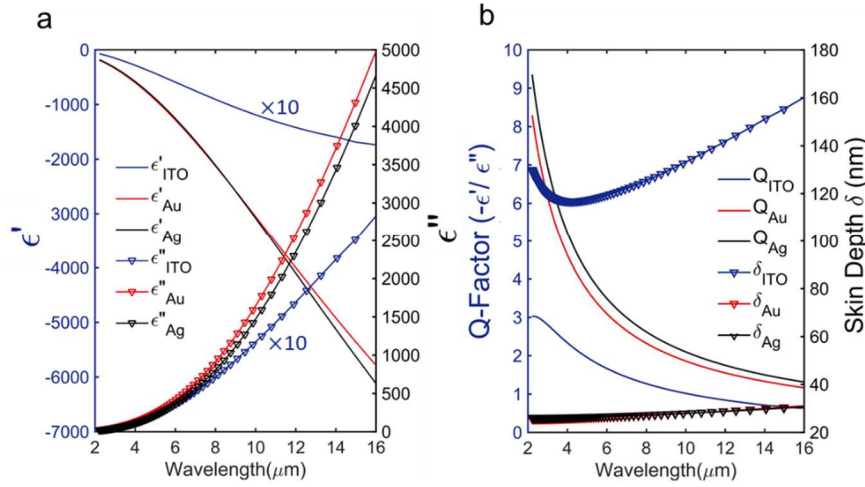 a
0
-1000
-2000
-3000
-4000
-5000
-6000
-7000
ϵ'
×10
ϵ'ITO
ϵ'Au
ϵ'Ag
ϵ"ITO
ϵ"Au
ϵ"Ag
×10
5000
4500
4000
3500
3000
2500
2000
1500
1000
500
0
ϵ"
2 4 6 8 10 12 14 16
Wavelength(μm)
b
10
9
8
7
6
5
4
3
2
1
0
Q-Factor (-ϵ'/ ϵ")
QITO
QAu
QAg
δITO
δAu
δAg
180
160
140
120
100
80
60
40
20
Skin Depth δ (nm)
2 4 6 8 10 12 14 16
Wavelength(μm)